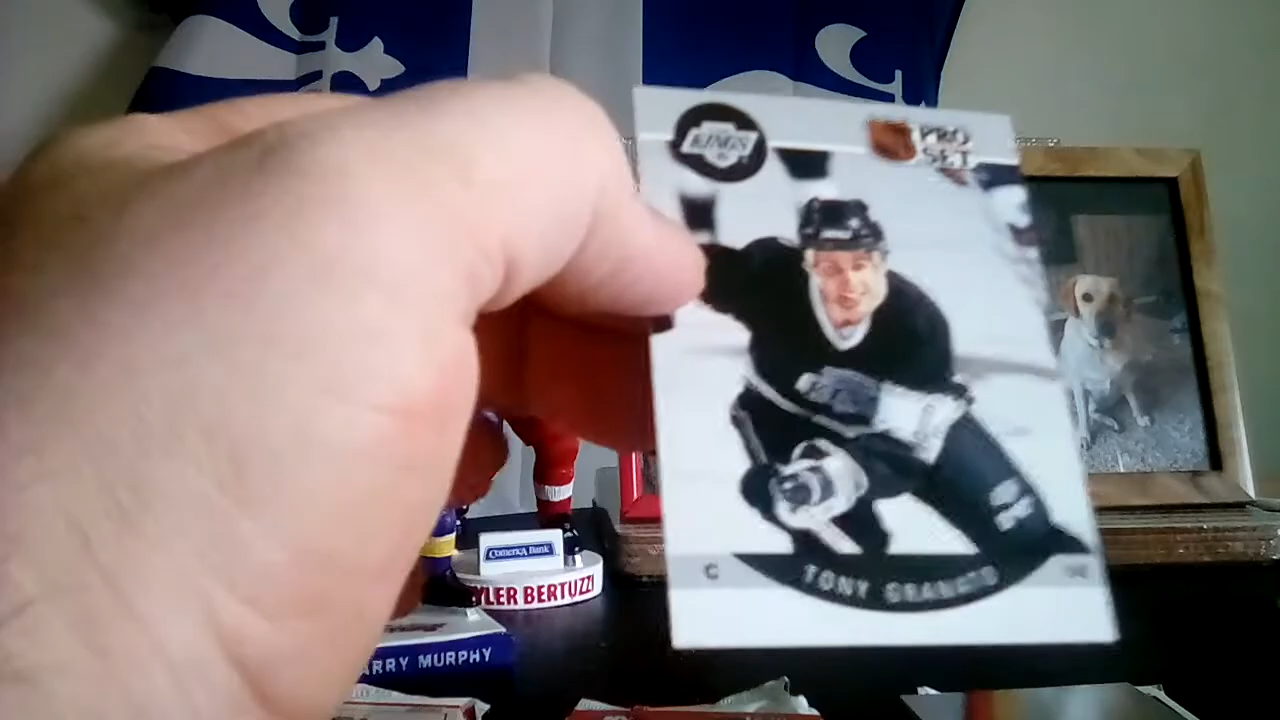 KINGS
PRO
SET
C
TONY GRANATO
ComericA Bank
YLER BERTUZZI
ARRY MURPHY